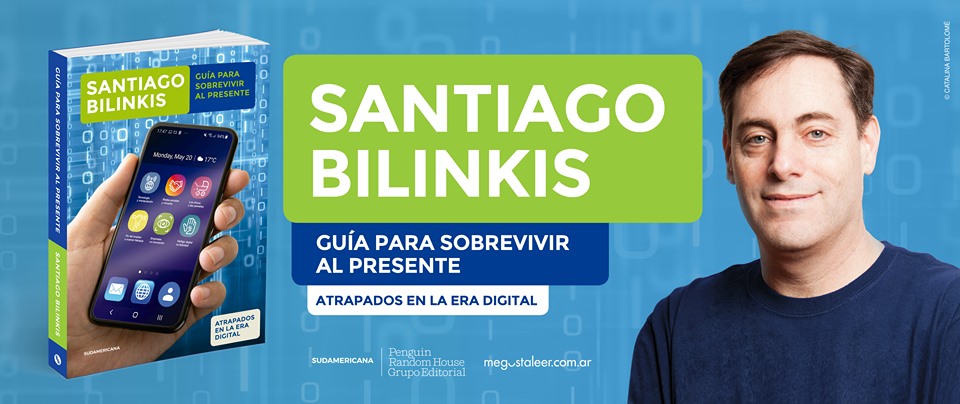 SANTIAGO
BILINKIS
GUÍA PARA
SOBREVIVIR
AL PRESENTE
GUÍA PARA SOBREVIVIR AL PRESENTE
SANTIAGO BILINKIS
17:47
Monday, May 20 | 17°C
ATRAPADOS
EN LA ERA
DIGITAL
SUDAMERICANA
SANTIAGO
BILINKIS
GUÍA PARA SOBREVIVIR
AL PRESENTE
ATRAPADOS EN LA ERA DIGITAL
SUDAMERICANA
Penguin
Random House
Grupo Editorial
megustaleer.com.ar
© CATALINA BARTOLOMÉ